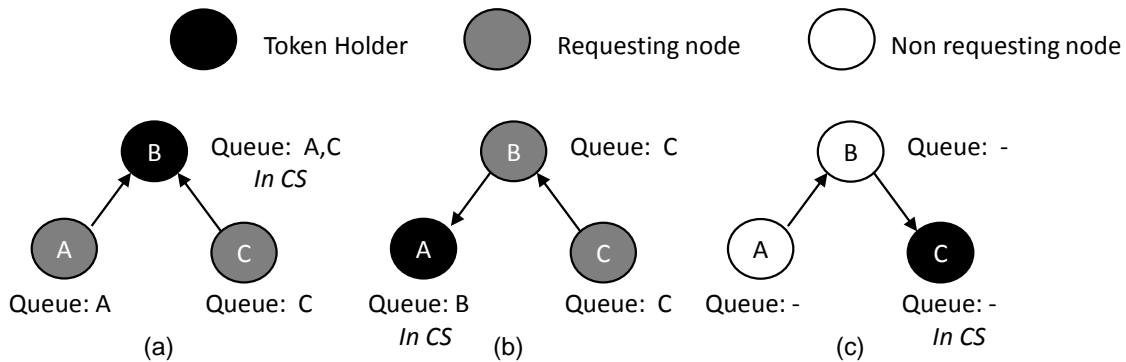 Token Holder
Requesting node
Non requesting node
B
Queue: A,C
In CS
A
C
Queue: A
Queue: C
(a)
B
Queue: C
A
C
Queue: B
In CS
Queue: C
(b)
B
Queue: -
A
C
Queue: -
Queue: -
In CS
(c)